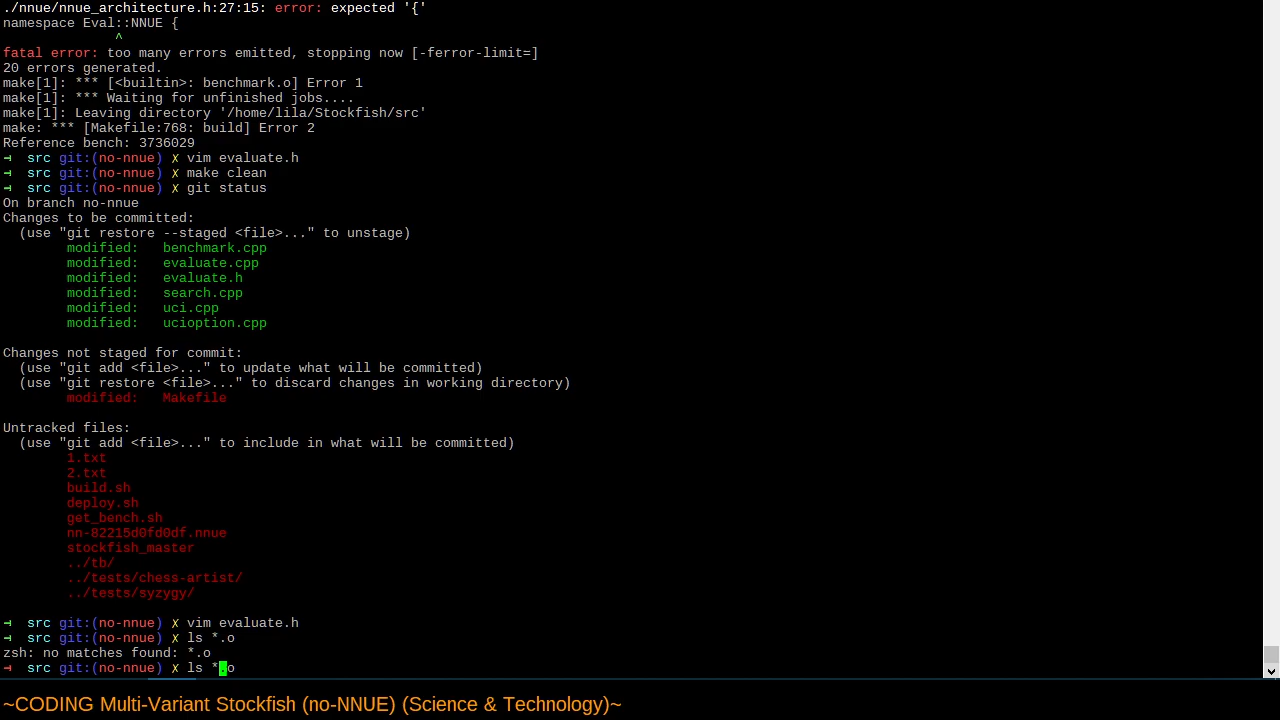 ./nnue/nnue_architecture.h:27:15: error: expected '{'
namespace Eval::NNUE {
^
fatal error: too many errors emitted, stopping now [-ferror-limit=]
20 errors generated.
make[1]: *** [<builtin>: benchmark.o] Error 1
make[1]: *** Waiting for unfinished jobs....
make[1]: Leaving directory '/home/lila/Stockfish/src'
make: *** [Makefile:768: build] Error 2
Reference bench: 3736029
→ src git:(no-nnue) ✗ vim evaluate.h
→ src git:(no-nnue) ✗ make clean
→ src git:(no-nnue) ✗ git status
On branch no-nnue
Changes to be committed:
(use "git restore --staged <file>..." to unstage)
modified: benchmark.cpp
modified: evaluate.cpp
modified: evaluate.h
modified: search.cpp
modified: uci.cpp
modified: ucioption.cpp
Changes not staged for commit:
(use "git add <file>..." to update what will be committed)
(use "git restore <file>..." to discard changes in working directory)
modified: Makefile
Untracked files:
(use "git add <file>..." to include in what will be committed)
1.txt
2.txt
build.sh
deploy.sh
get_bench.sh
nn-82215d0fd0df.nnue
stockfish_master
../tb/
../tests/chess-artist/
../tests/syzygy/
→ src git:(no-nnue) ✗ vim evaluate.h
→ src git:(no-nnue) ✗ ls *.o
zsh: no matches found: *.o
→ src git:(no-nnue) ✗ ls *.o
~CODING Multi-Variant Stockfish (no-NNUE) (Science & Technology)~